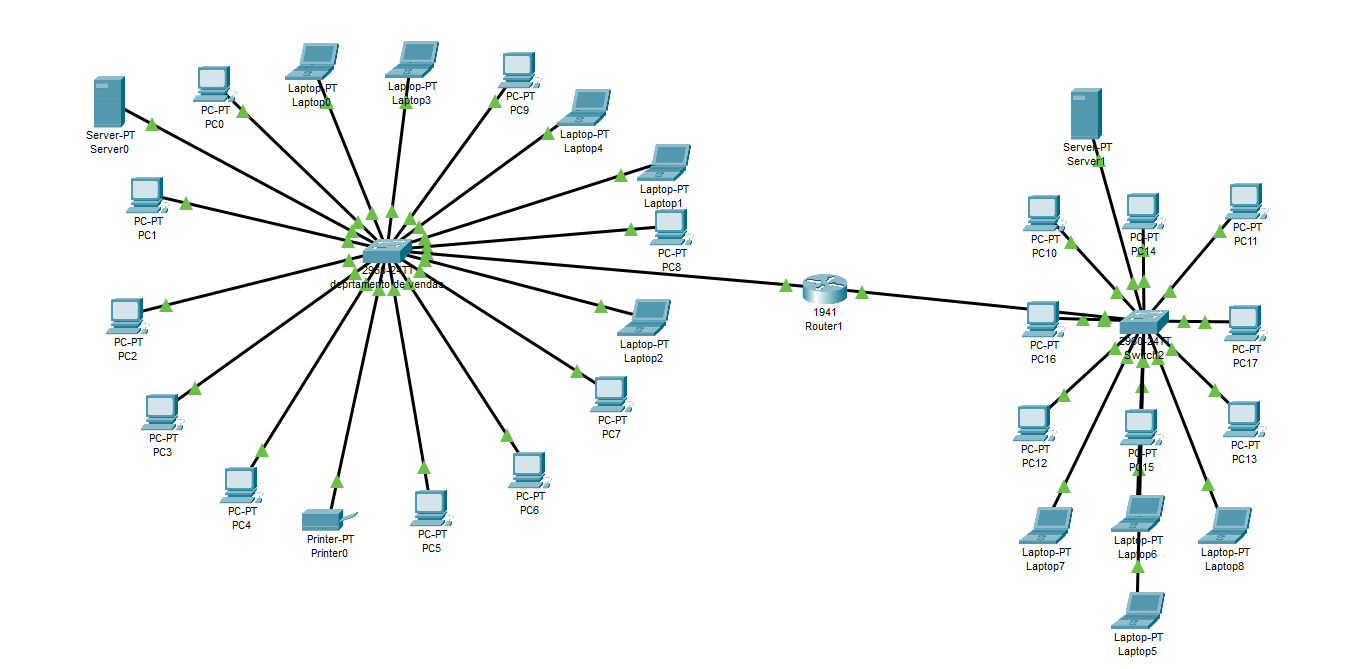 Server-PT
Server0
PC-PT
PC0
Laptop-PT
Laptop0
Laptop-PT
Laptop3
PC-PT
PC9
Laptop-PT
Laptop4
Laptop-PT
Laptop1
PC-PT
PC8
PC-PT
PC1
2960-24TT
deprtamento de vendas
PC-PT
PC2
Laptop-PT
Laptop2
PC-PT
PC3
PC-PT
PC7
PC-PT
PC4
Printer-PT
Printer0
PC-PT
PC5
PC-PT
PC6
1941
Router1
Server-PT
Server1
PC-PT
PC10
PC-PT
PC14
PC-PT
PC11
PC-PT
PC16
2960-24TT
Switch2
PC-PT
PC17
PC-PT
PC12
PC-PT
PC15
PC-PT
PC13
Laptop-PT
Laptop7
Laptop-PT
Laptop6
Laptop-PT
Laptop8
Laptop-PT
Laptop5